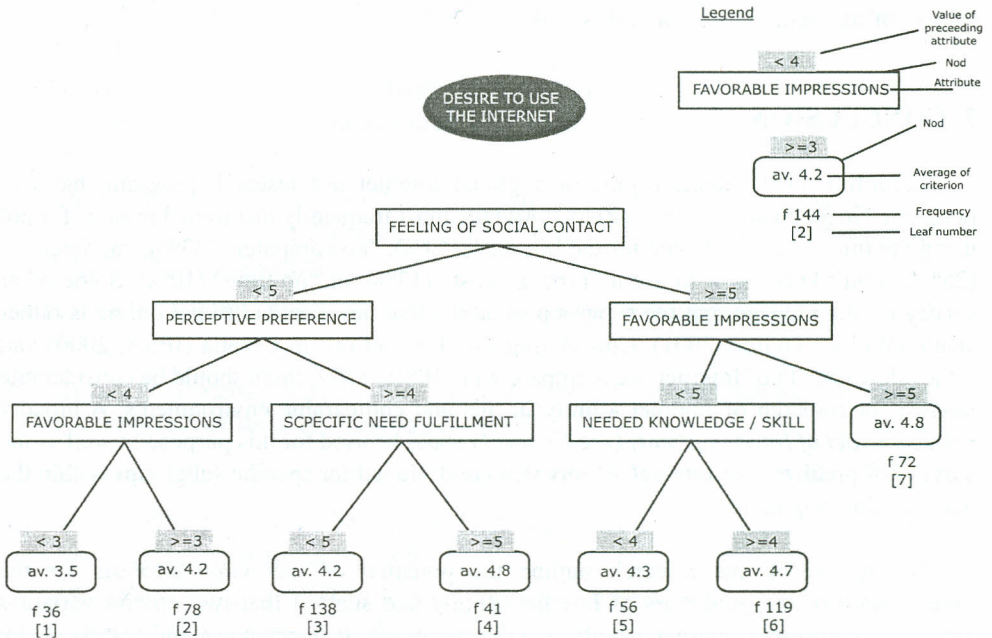 Legend
Value of
preceeding
attribute
< 4
Nod
FAVORABLE IMPRESSIONS
Attribute
DESIRE TO USE
THE INTERNET
Nod
>=3
av. 4.2
Average of
criterion
f 144
Frequency
[2]
Leaf number
FEELING OF SOCIAL CONTACT
< 5
>=5
PERCEPTIVE PREFERENCE
FAVORABLE IMPRESSIONS
< 4
>=4
< 5
>=5
FAVORABLE IMPRESSIONS
SCPECIFIC NEED FULFILLMENT
NEEDED KNOWLEDGE / SKILL
av. 4.8
f 72
[7]
< 3
>=3
< 5
>=5
< 4
>=4
av. 3.5
av. 4.2
av. 4.2
av. 4.8
av. 4.3
av. 4.7
f 36
f 78
f 138
f 41
f 56
f 119
[1]
[2]
[3]
[4]
[5]
[6]